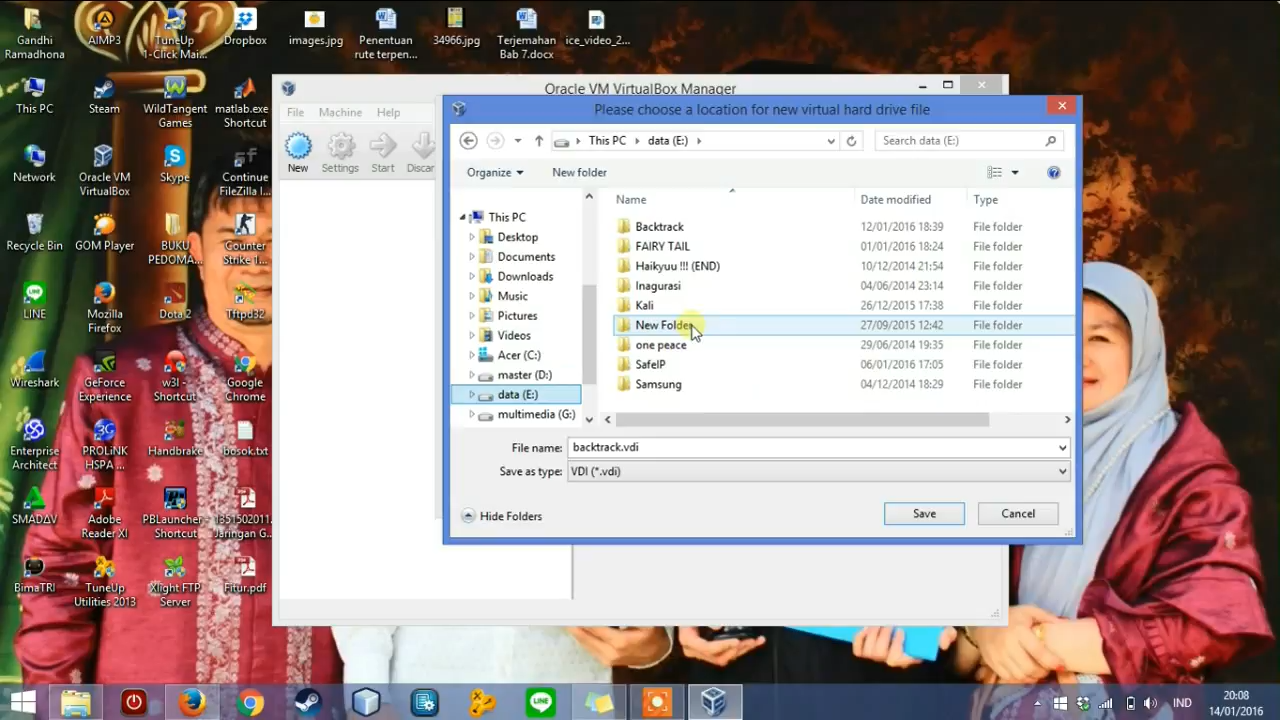 Gandhi
Ramadhona
AIMP3
TuneUp
1-Click Mai...
Dropbox
images.jpg
Penentuan
rute terpen...
34966.jpg
Terjemahan
Bab 7.docx
ice_video_2...
This PC
Steam
WildTangent
Games
matlab.exe
Shortcut
Network
Oracle VM
VirtualBox
Skype
Continue
FileZilla I...
Recycle Bin
GOM Player
BUKU
PEDOMA...
Counter
Strike 1...
LINE
Mozilla
Firefox
Dota 2
Tftpd32
Wireshark
GeForce
Experience
w3l -
Shortcut
Google
Chrome
Enterprise
Architect
PROLiNK
HSPA ...
Handbrake
bdsok.txt
SMADΔV
Adobe
Reader XI
PBLauncher -
Shortcut
1351502011...
Jaringan G...
BimaTRI
TuneUp
Utilities 2013
Xlight FTP
Server
Fitur.pdf
Oracle VM VirtualBox Manager
File Machine Help
New Settings Start Discar
Please choose a location for new virtual hard drive file
This PC data (E:)
Search data (E:)
Organize New folder
This PC
Desktop
Documents
Downloads
Music
Pictures
Videos
Acer (C:)
master (D:)
data (E:)
multimedia (G:)
Name Date modified Type
Backtrack 12/01/2016 18:39 File folder
FAIRY TAIL 01/01/2016 18:24 File folder
Haikyuu !!! (END) 10/12/2014 21:54 File folder
Inagurasi 04/06/2014 23:14 File folder
Kali 26/12/2015 17:38 File folder
New Folder 27/09/2015 12:42 File folder
one peace 29/06/2014 19:35 File folder
SafeIP 06/01/2016 17:05 File folder
Samsung 04/12/2014 18:29 File folder
File name: backtrack.vdi
Save as type: VDI (*.vdi)
Hide Folders
Save
Cancel
LINE
IND
20:08
14/01/2016